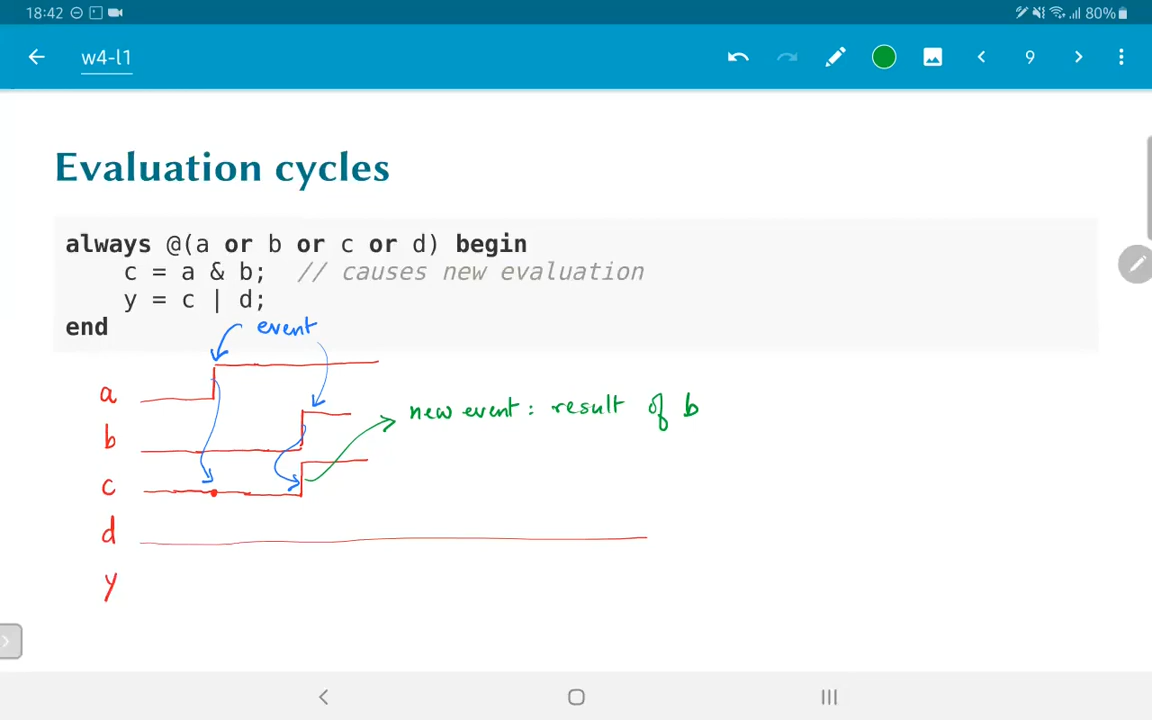 18:42 80%
w4-l1 9
Evaluation cycles
always @(a or b or c or d) begin
c = a & b; // causes new evaluation
y = c | d;
end
event
a
new event: result of b
b
c
d
y